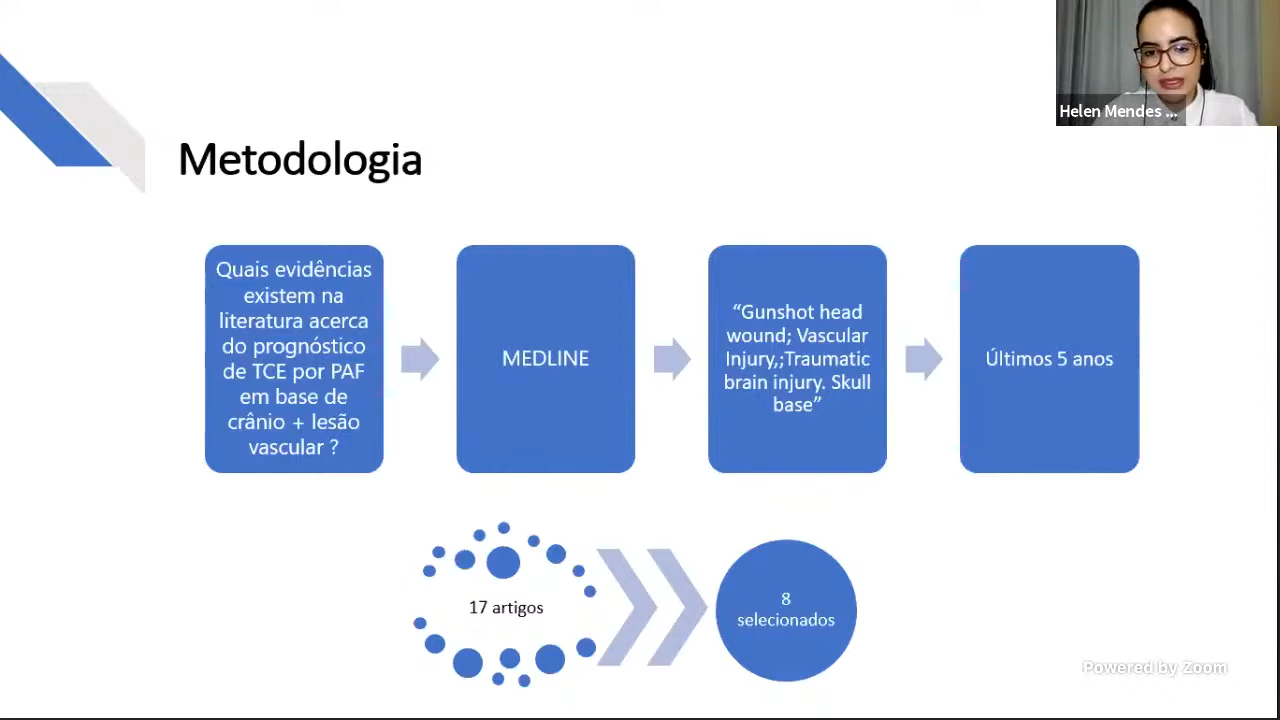 Helen Mendes ...
Metodologia
Quais evidências
existem na
literatura acerca
do prognóstico
de TCE por PAF
em base de
crânio + lesão
vascular ?
MEDLINE
“Gunshot head
wound; Vascular
Injury,;Traumatic
brain injury. Skull
base”
Últimos 5 anos
17 artigos
8
selecionados
Powered by Zoom